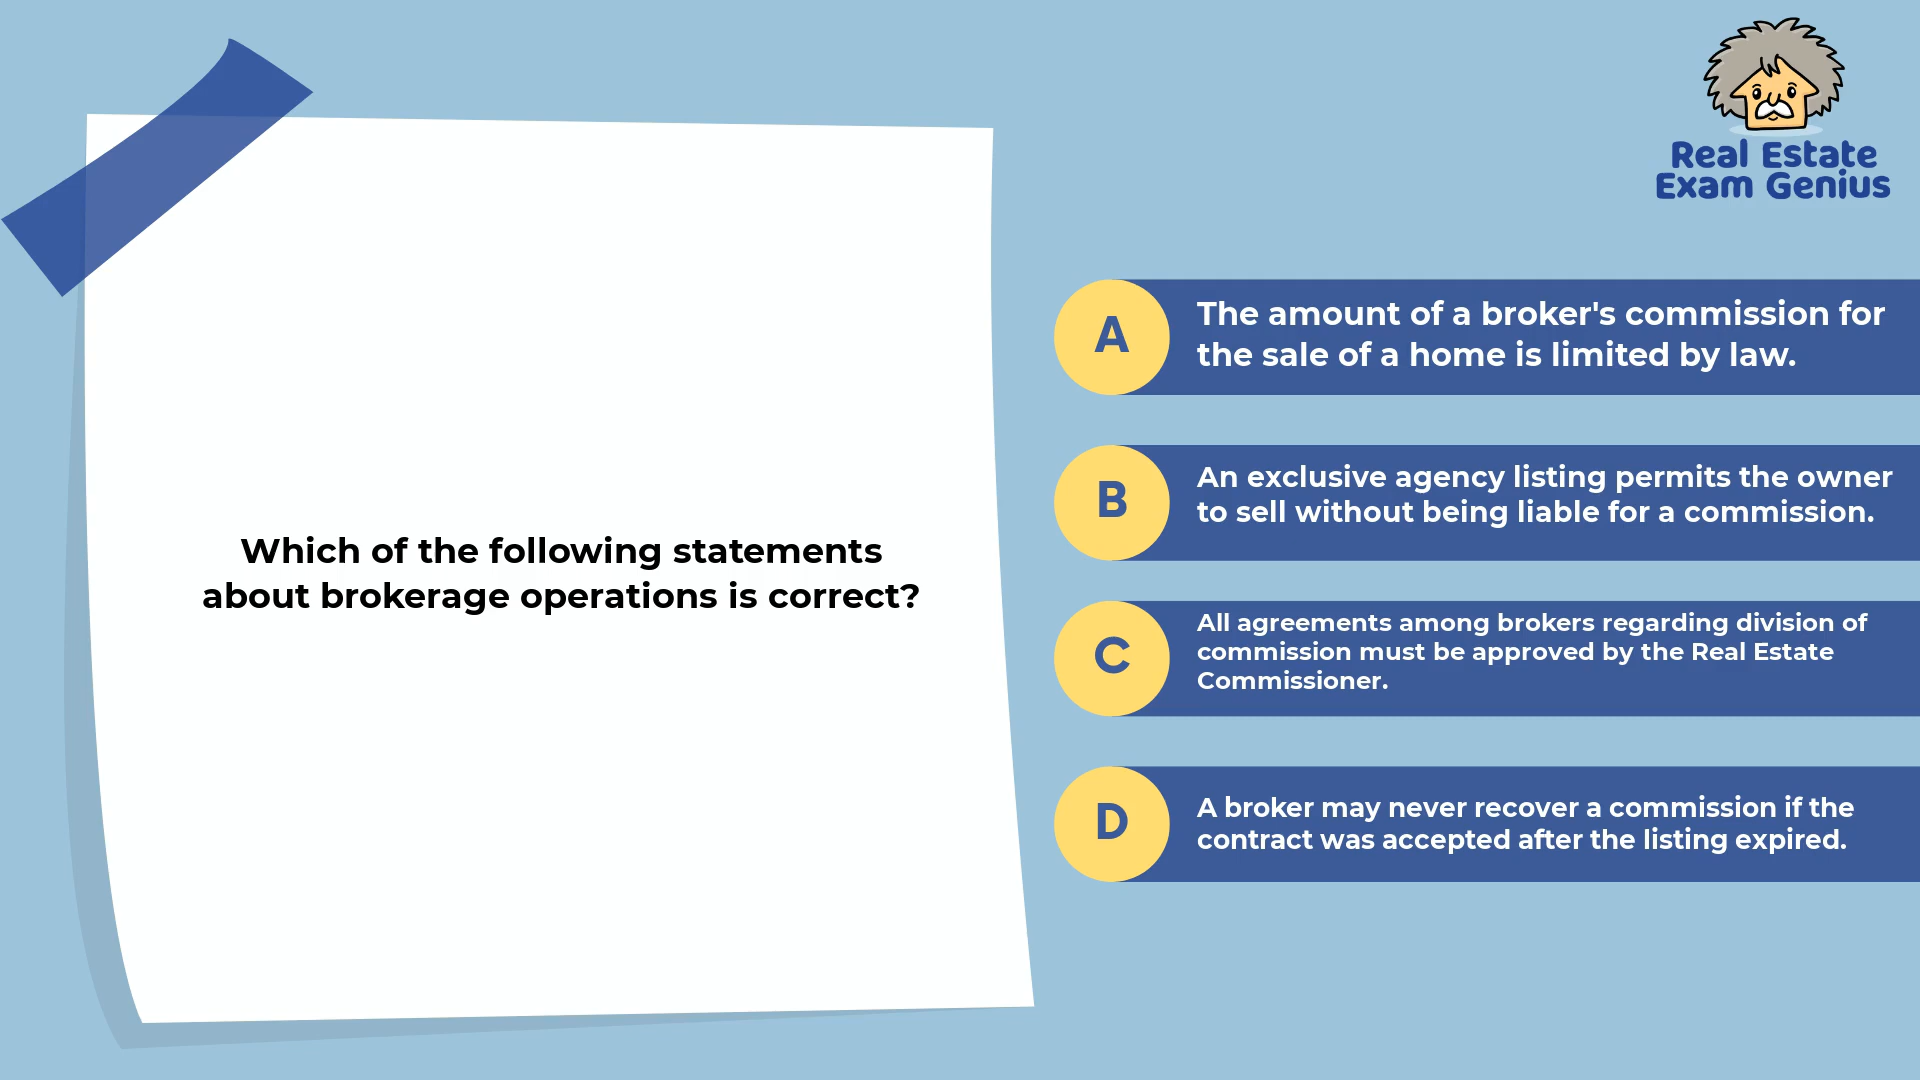 Real Estate
Exam Genius
Which of the following statements
about brokerage operations is correct?
A
The amount of a broker's commission for
the sale of a home is limited by law.
B
An exclusive agency listing permits the owner
to sell without being liable for a commission.
C
All agreements among brokers regarding division of
commission must be approved by the Real Estate
Commissioner.
D
A broker may never recover a commission if the
contract was accepted after the listing expired.